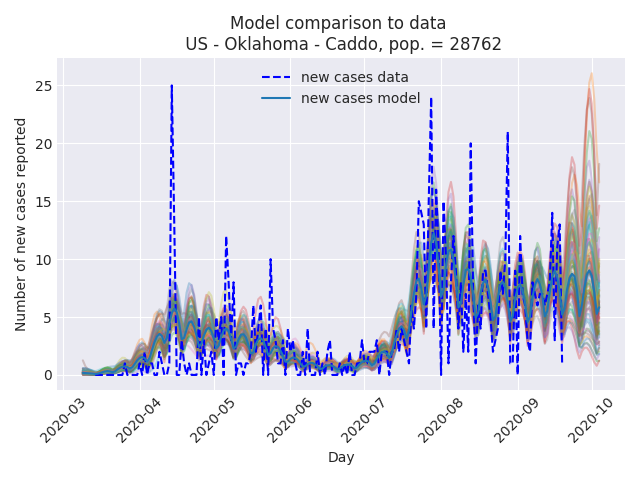 Model comparison to data
US - Oklahoma - Caddo, pop. = 28762
new cases data
new cases model
Number of new cases reported
25
20
15
10
5
0
2020-03
2020-04
2020-05
2020-06
2020-07
2020-08
2020-09
2020-10
Day